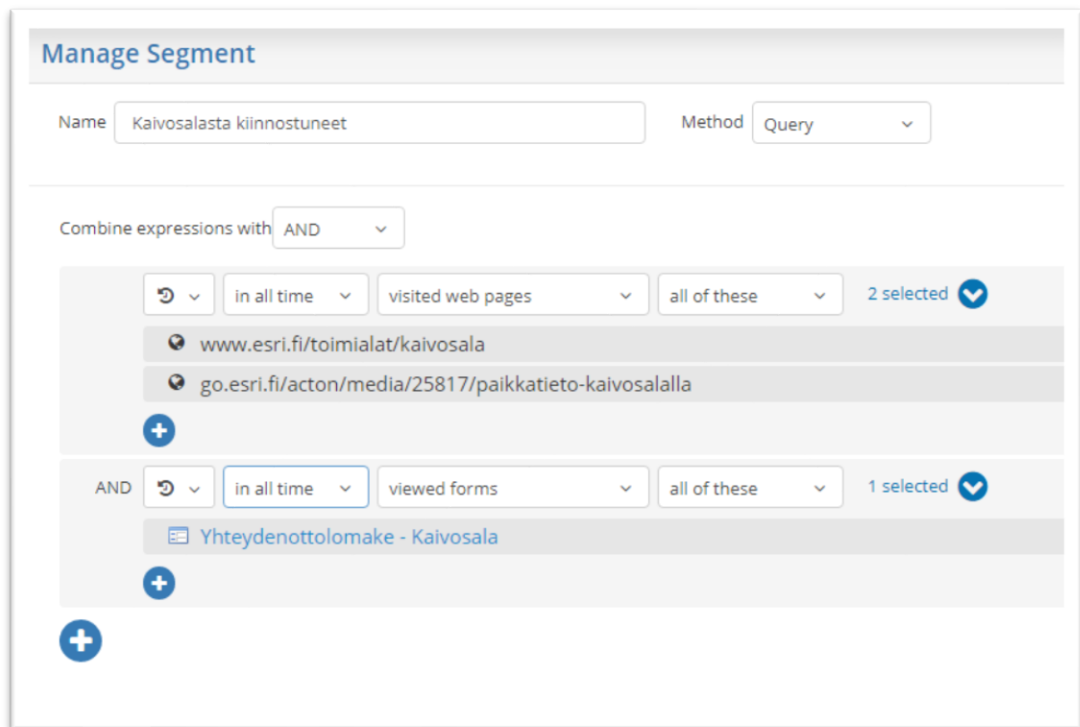 Manage Segment
Name Kaivosalasta kiinnostuneet Method Query
Combine expressions with AND
in all time visited web pages all of these 2 selected
www.esri.fi/toimialat/kaivosala
go.esri.fi/acton/media/25817/paikkatieto-kaivosalalla
AND in all time viewed forms all of these 1 selected
Yhteydenottolomake - Kaivosala